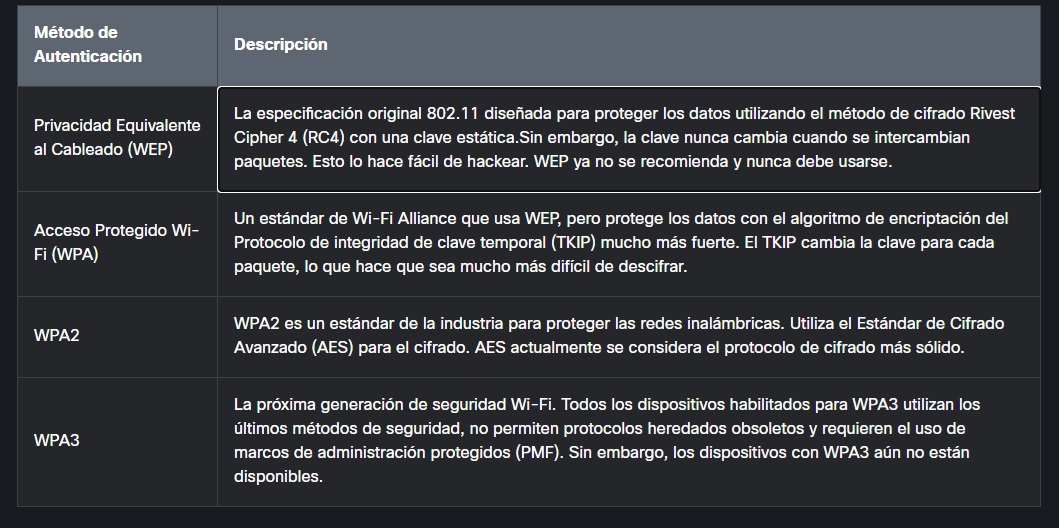 Método de
Autenticación
Descripción
Privacidad Equivalente
al Cableado (WEP)
La especificación original 802.11 diseñada para proteger los datos utilizando el método de cifrado Rivest
Cipher 4 (RC4) con una clave estática.Sin embargo, la clave nunca cambia cuando se intercambian
paquetes. Esto lo hace fácil de hackear. WEP ya no se recomienda y nunca debe usarse.
Acceso Protegido Wi-
Fi (WPA)
Un estándar de Wi-Fi Alliance que usa WEP, pero protege los datos con el algoritmo de encriptación del
Protocolo de integridad de clave temporal (TKIP) mucho más fuerte. El TKIP cambia la clave para cada
paquete, lo que hace que sea mucho más difícil de descifrar.
WPA2
WPA2 es un estándar de la industria para proteger las redes inalámbricas. Utiliza el Estándar de Cifrado
Avanzado (AES) para el cifrado. AES actualmente se considera el protocolo de cifrado más sólido.
WPA3
La próxima generación de seguridad Wi-Fi. Todos los dispositivos habilitados para WPA3 utilizan los
últimos métodos de seguridad, no permiten protocolos heredados obsoletos y requieren el uso de
marcos de administración protegidos (PMF). Sin embargo, los dispositivos con WPA3 aún no están
disponibles.